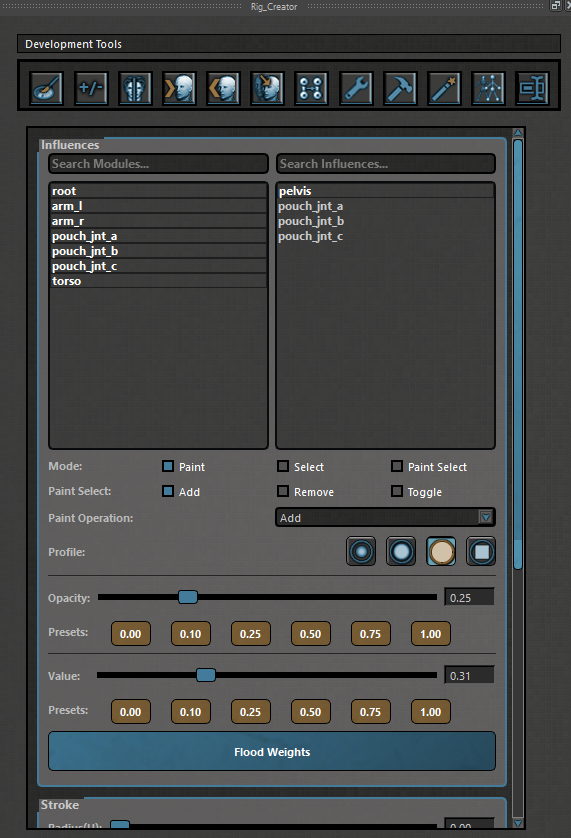 Rig_Creator
Development Tools
+/-
Influences
Search Modules... Search Influences...
root pelvis
arm_l pouch_jnt_a
arm_r pouch_jnt_b
pouch_jnt_a pouch_jnt_c
pouch_jnt_b
pouch_jnt_c
torso
Mode: Paint Select Paint Select
Paint Select: Add Remove Toggle
Paint Operation: Add
Profile:
Opacity: 0.25
Presets: 0.00 0.10 0.25 0.50 0.75 1.00
Value: 0.31
Presets: 0.00 0.10 0.25 0.50 0.75 1.00
Flood Weights
Stroke
Radius(U): 0.00